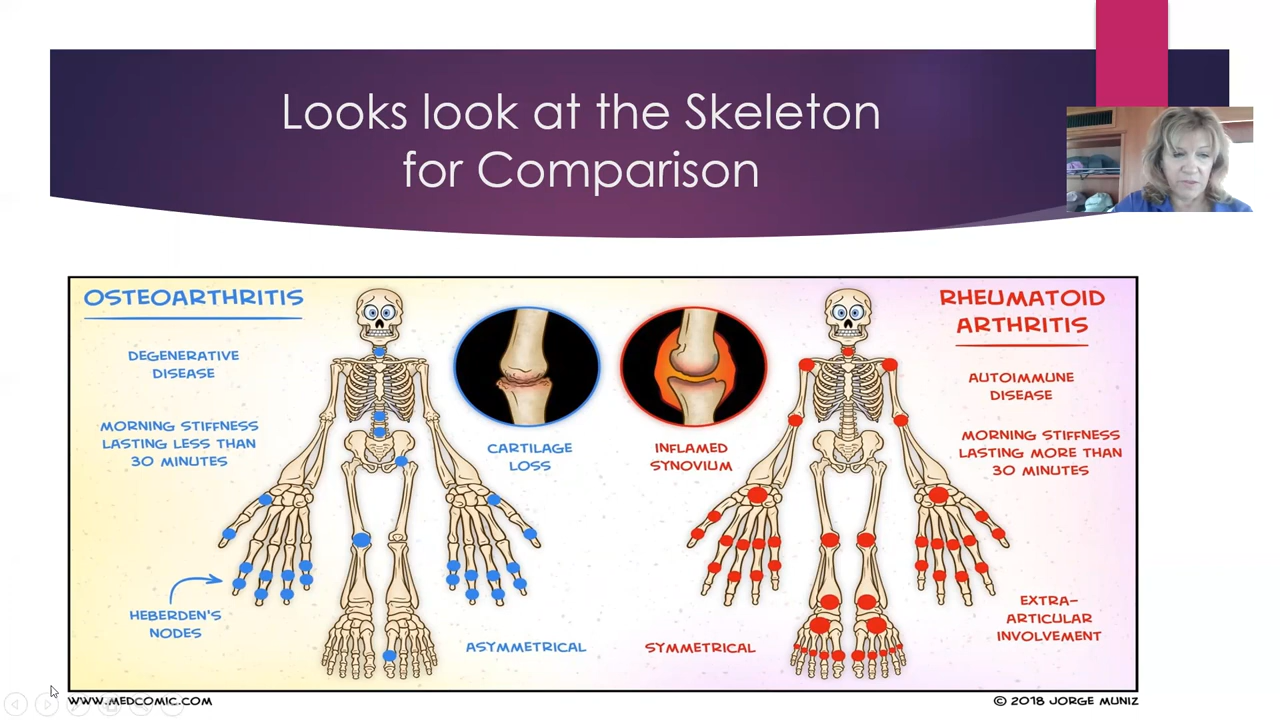 Looks look at the Skeleton
for Comparison
OSTEOARTHRITIS
DEGENERATIVE
DISEASE
MORNING STIFFNESS
LASTING LESS THAN
30 MINUTES
HEBERDEN'S
NODES
CARTILAGE
LOSS
ASYMMETRICAL
INFLAMED
SYNOVIUM
SYMMETRICAL
RHEUMATOID
ARTHRITIS
AUTOIMMUNE
DISEASE
MORNING STIFFNESS
LASTING MORE THAN
30 MINUTES
EXTRA-
ARTICULAR
INVOLVEMENT
WWW.MEDCOMIC.COM
© 2018 JORGE MUNIZ